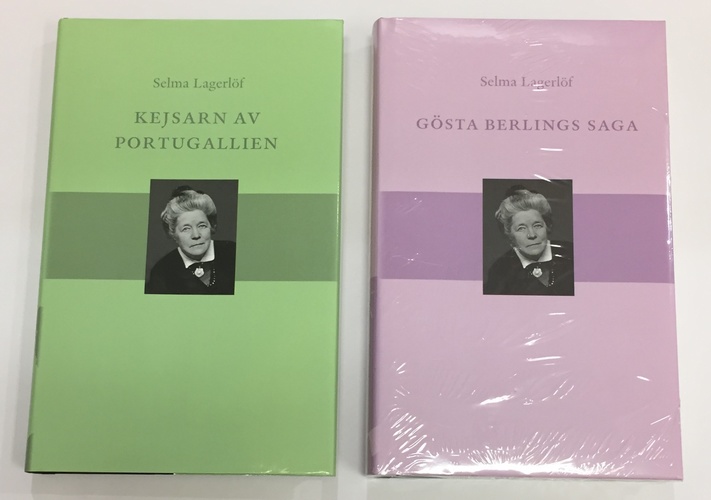 Selma Lagerlöf
KEJSARN AV
PORTUGALLIEN
Selma Lagerlöf
GÖSTA BERLINGS SAGA